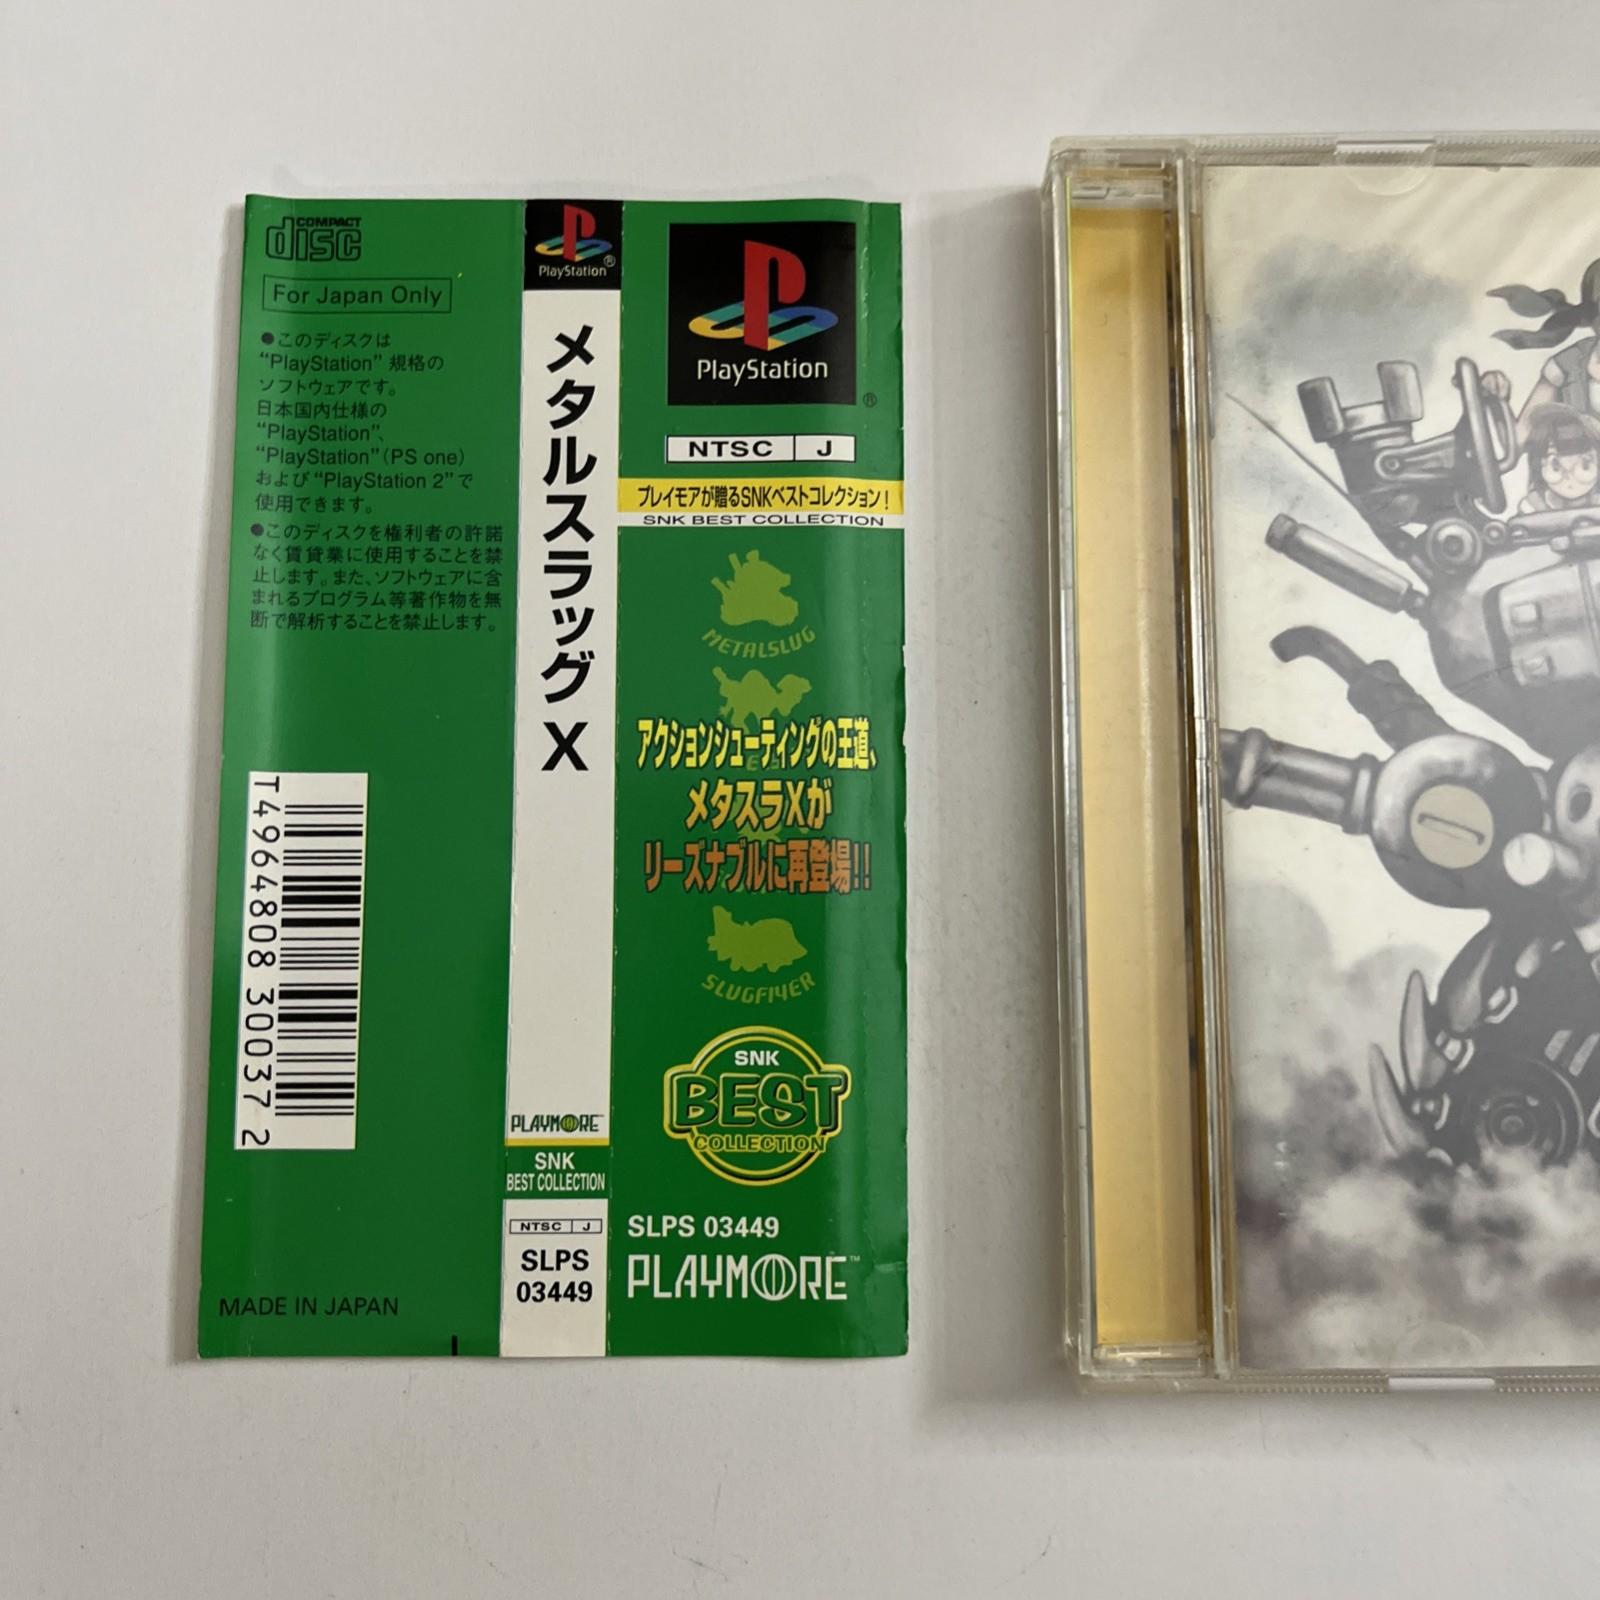 COMPACT
disc
For Japan Only
●このディスクは
“PlayStation” 規格の
ソフトウェアです。
日本国内仕様の
“PlayStation”、
“PlayStation”(PS one)
および“PlayStation 2”で
使用できます。
●このディスクを権利者の許諾
なく賃貸業に使用することを禁
止します。また、ソフトウェアに含
まれるプログラム等著作物を無
断で解析することを禁止します。
T4964808 30037 2
MADE IN JAPAN
PlayStation®
メタルスラッグ X
PLAYMORE
SNK
BEST COLLECTION
NTSC J
SLPS
03449
PlayStation
®
NTSC J
プレイモアが贈るSNKベストコレクション!
SNK BEST COLLECTION
METALSLUG
アクションシューティングの王道、
メタスラXが
リーズナブルに再登場!!
SLUGFLYER
SNK
BEST
COLLECTION
SLPS 03449
PLAYMORE™